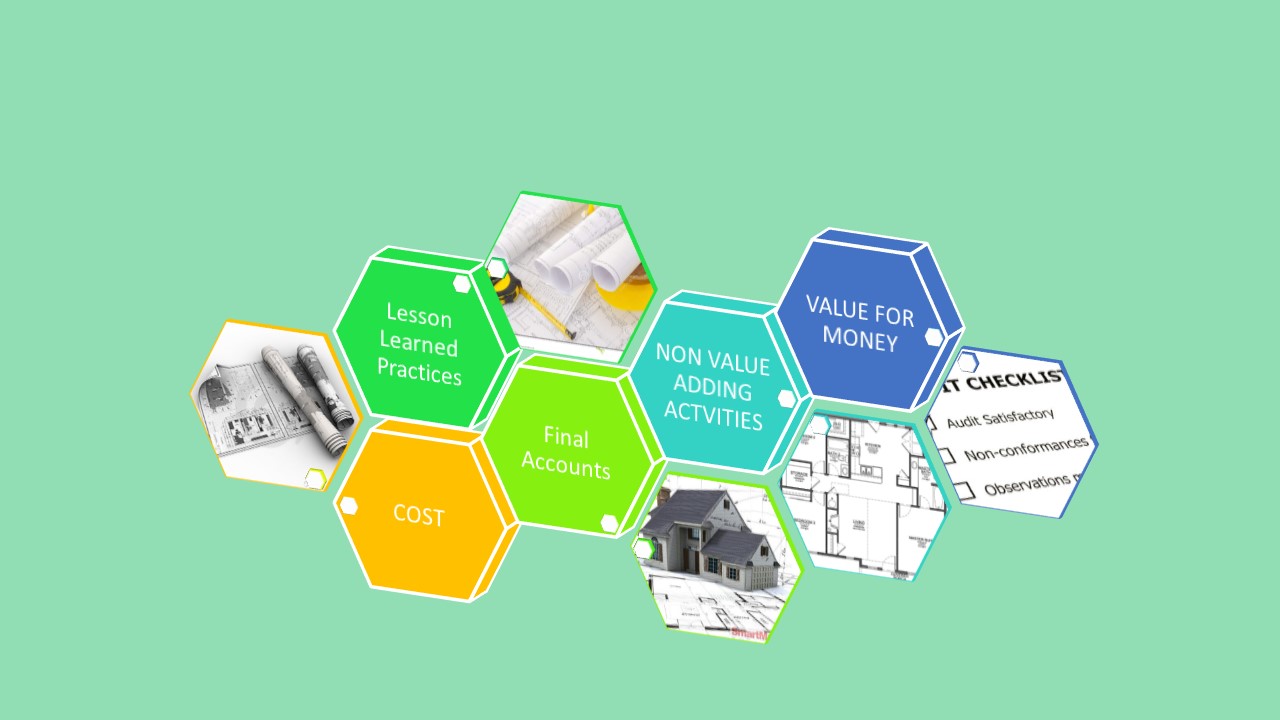 Lesson
Learned
Practices
COST
Final
Accounts
NON VALUE
ADDING
ACTVITIES
VALUE FOR
MONEY
IT CHECKLIST
Audit Satisfactory
Non-conformances
Observations
SmartM